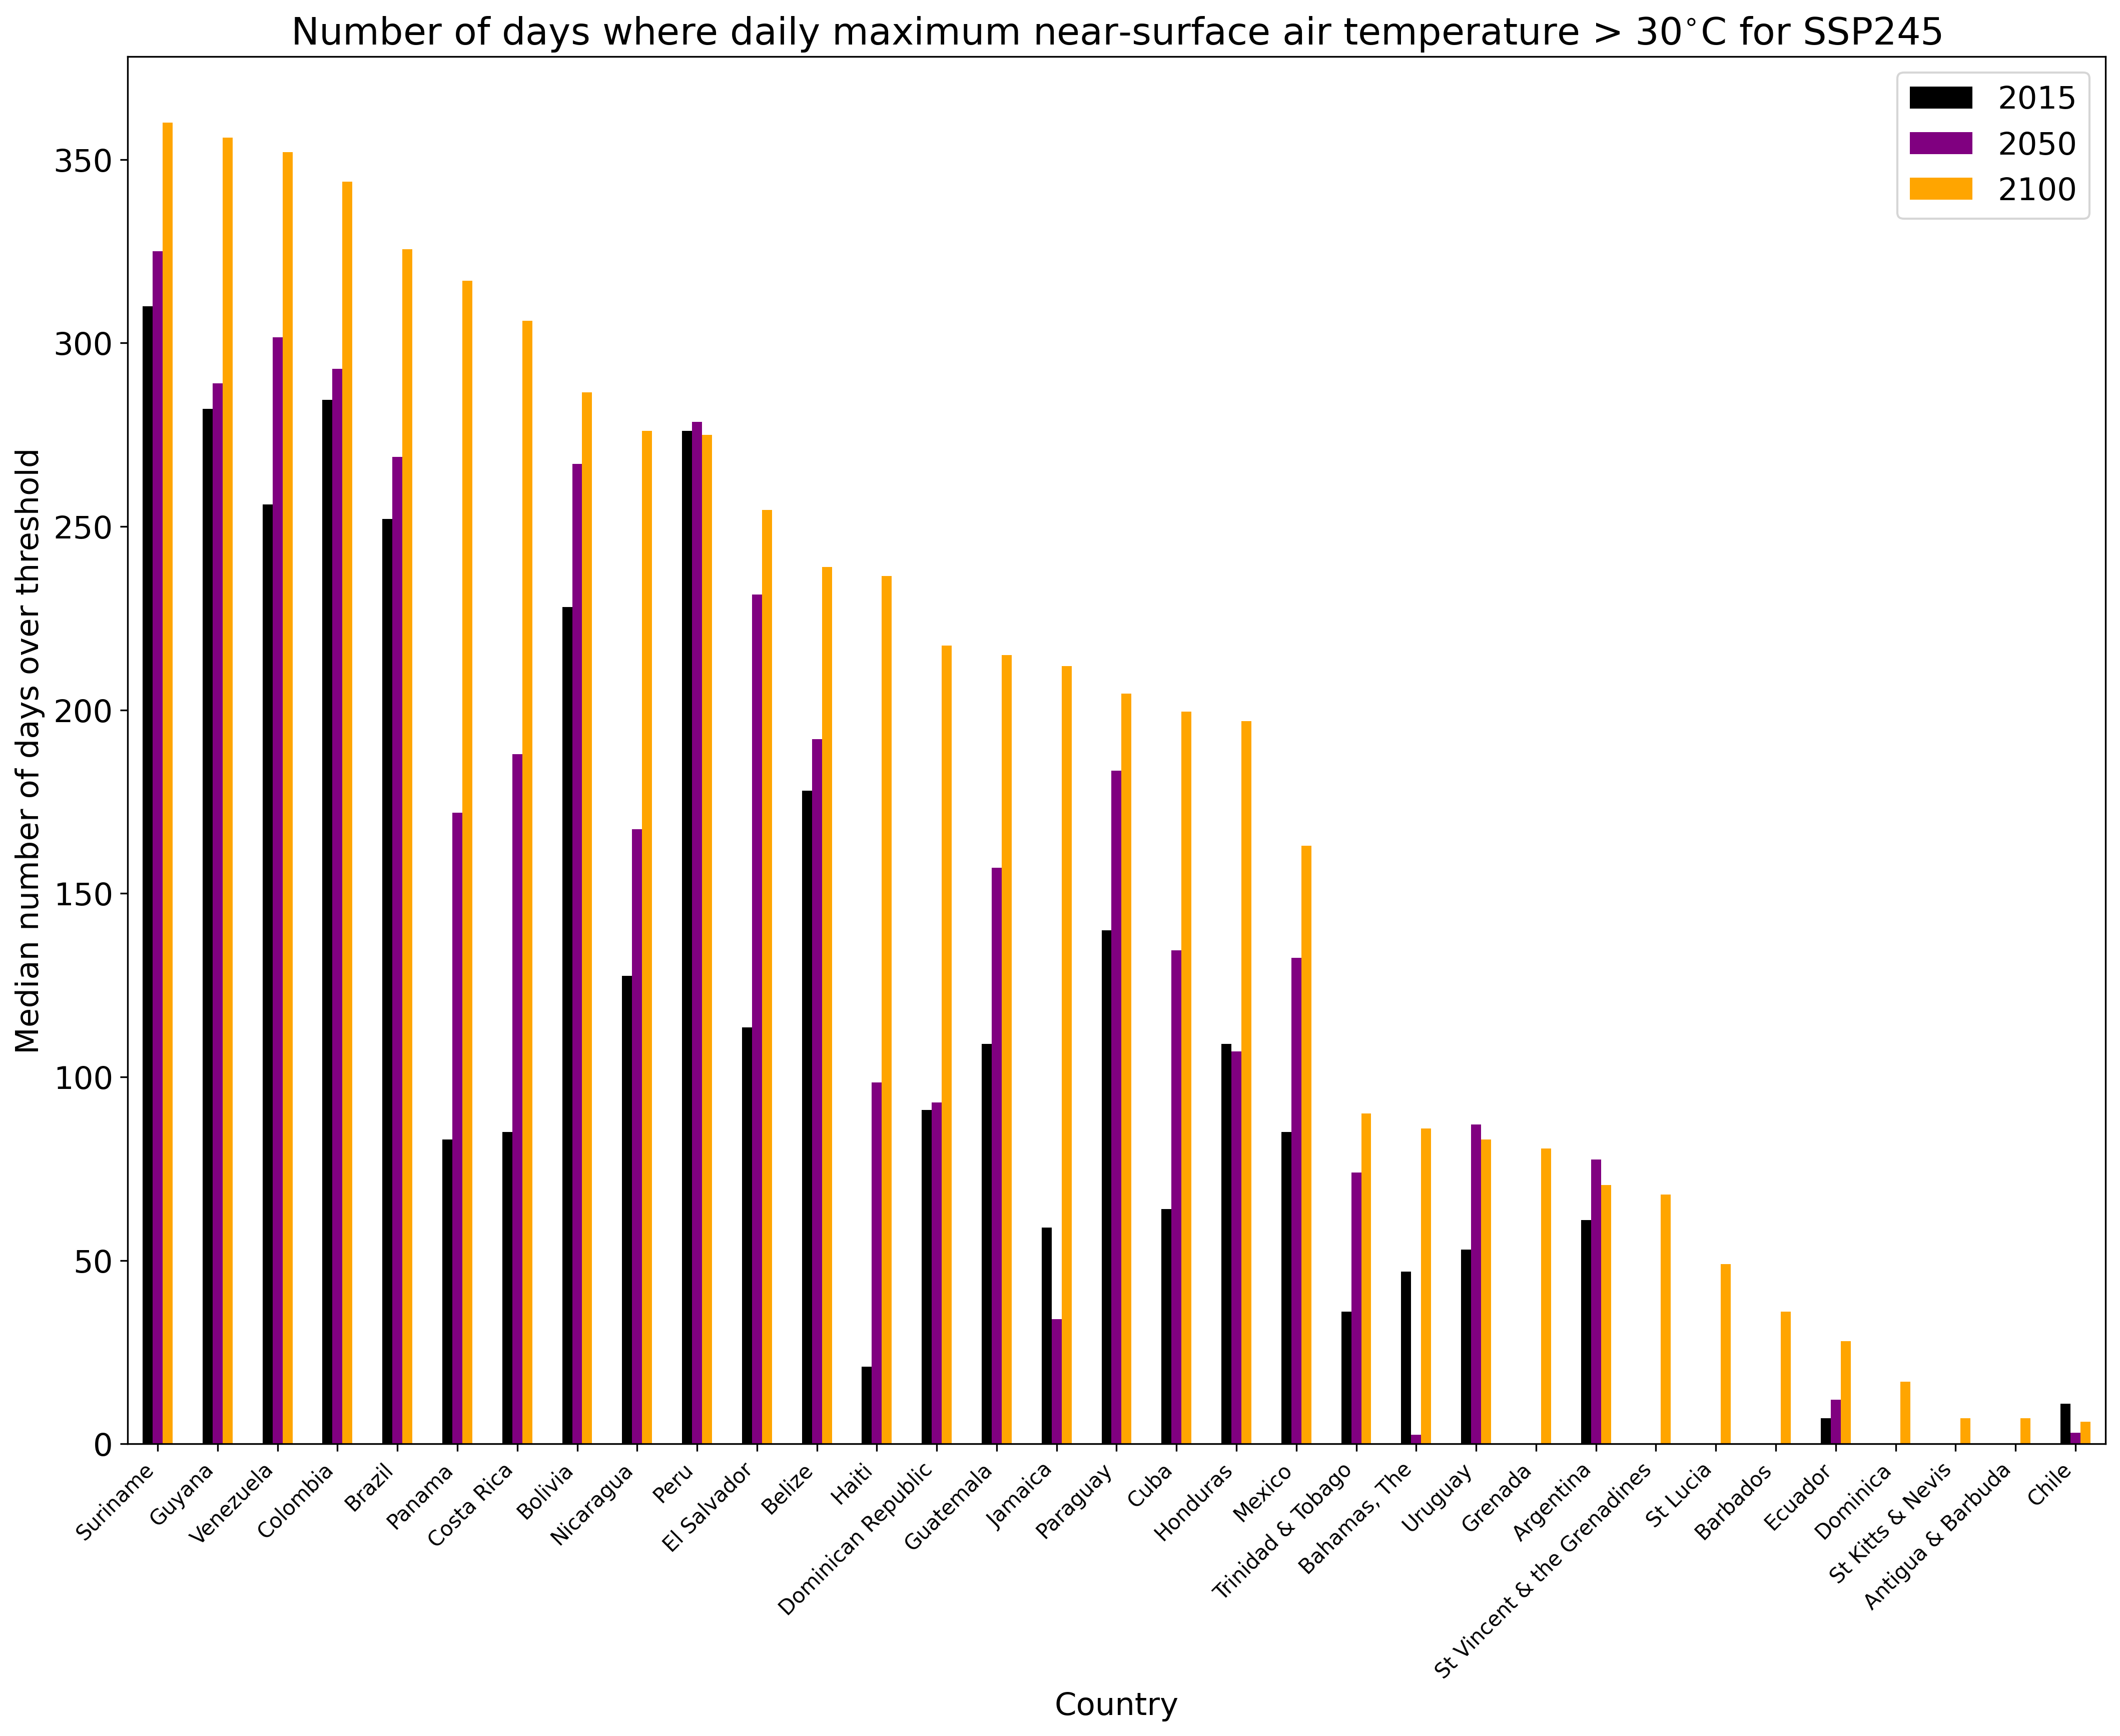 Number of days where daily maximum near-surface air temperature > 30°C for SSP245
2015
2050
2100
Median number of days over threshold
350
300
250
200
150
100
50
0
Suriname
Guyana
Venezuela
Colombia
Brazil
Panama
Costa Rica
Bolivia
Nicaragua
Peru
El Salvador
Belize
Haiti
Dominican Republic
Guatemala
Jamaica
Paraguay
Cuba
Honduras
Mexico
Trinidad & Tobago
Bahamas, The
Uruguay
Grenada
Argentina
St Vincent & the Grenadines
St Lucia
Barbados
Ecuador
Dominica
St Kitts & Nevis
Antigua & Barbuda
Chile
Country